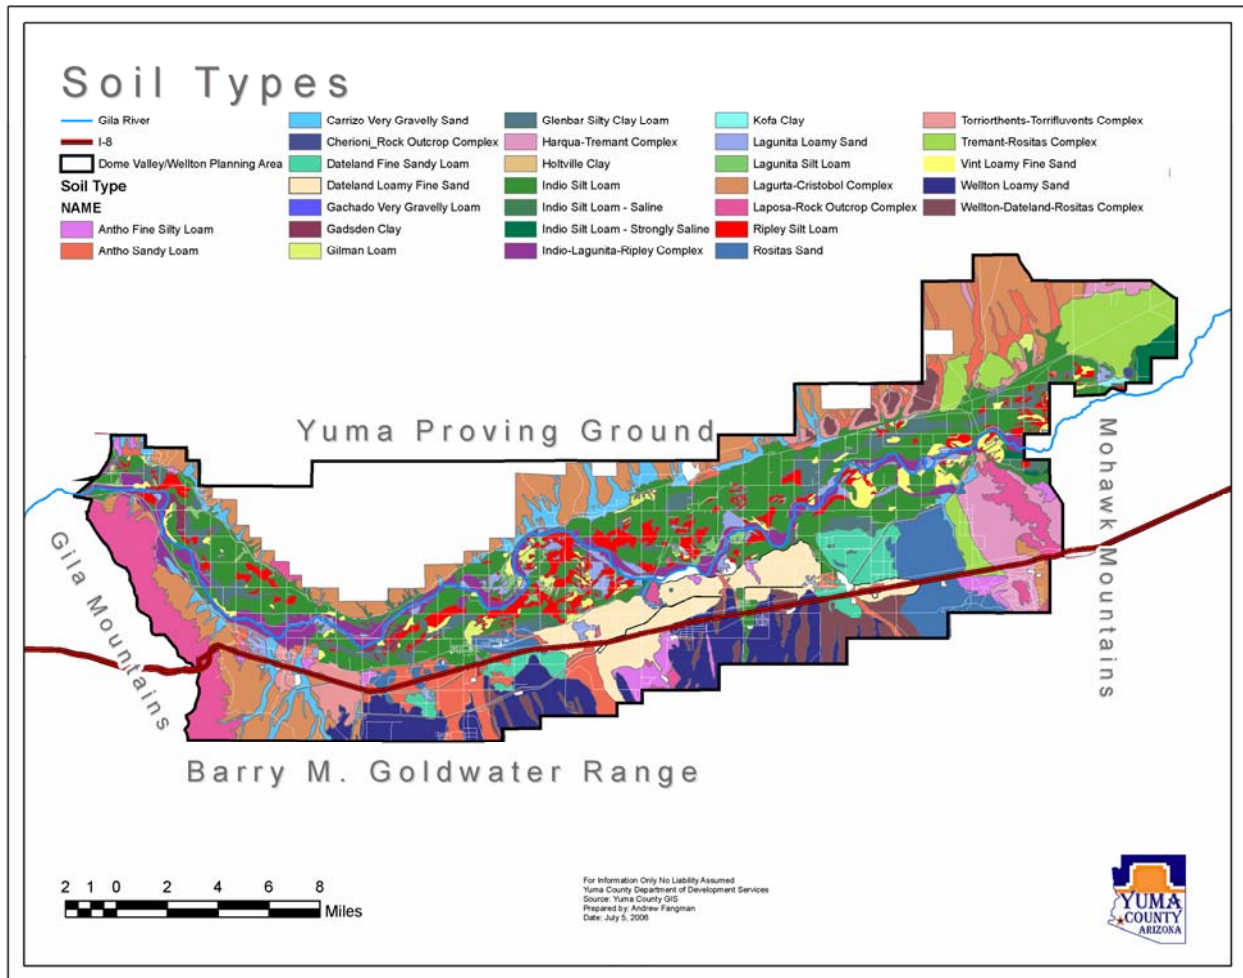 Soil Types
Gila River
I-8
Dome Valley/Wellton Planning Area
Soil Type
NAME
Antho Fine Silty Loam
Antho Sandy Loam
Carrizo Very Gravelly Sand
Cherioni_Rock Outcrop Complex
Dateland Fine Sandy Loam
Dateland Loamy Fine Sand
Gachado Very Gravelly Loam
Gadsden Clay
Gilman Loam
Glenbar Silty Clay Loam
Harqua-Tremant Complex
Holtville Clay
Indio Silt Loam
Indio Silt Loam - Saline
Indio Silt Loam - Strongly Saline
Indio-Lagunita-Ripley Complex
Kofa Clay
Lagunita Loamy Sand
Lagunita Silt Loam
Lagurta-Cristobol Complex
Laposa-Rock Outcrop Complex
Ripley Silt Loam
Rositas Sand
Torriorthents-Torrifluvents Complex
Tremant-Rositas Complex
Vint Loamy Fine Sand
Wellton Loamy Sand
Wellton-Dateland-Rositas Complex
Yuma Proving Ground
Gila Mountains
Mohawk Mountains
Barry M. Goldwater Range
2 1 0 2 4 6 8
Miles
For Information Only No Liability Assumed
Yuma County Department of Development Services
Source: Yuma County GIS
Prepared by: Andrew Fangman
Date: July 5, 2006
YUMA
COUNTY
ARIZONA